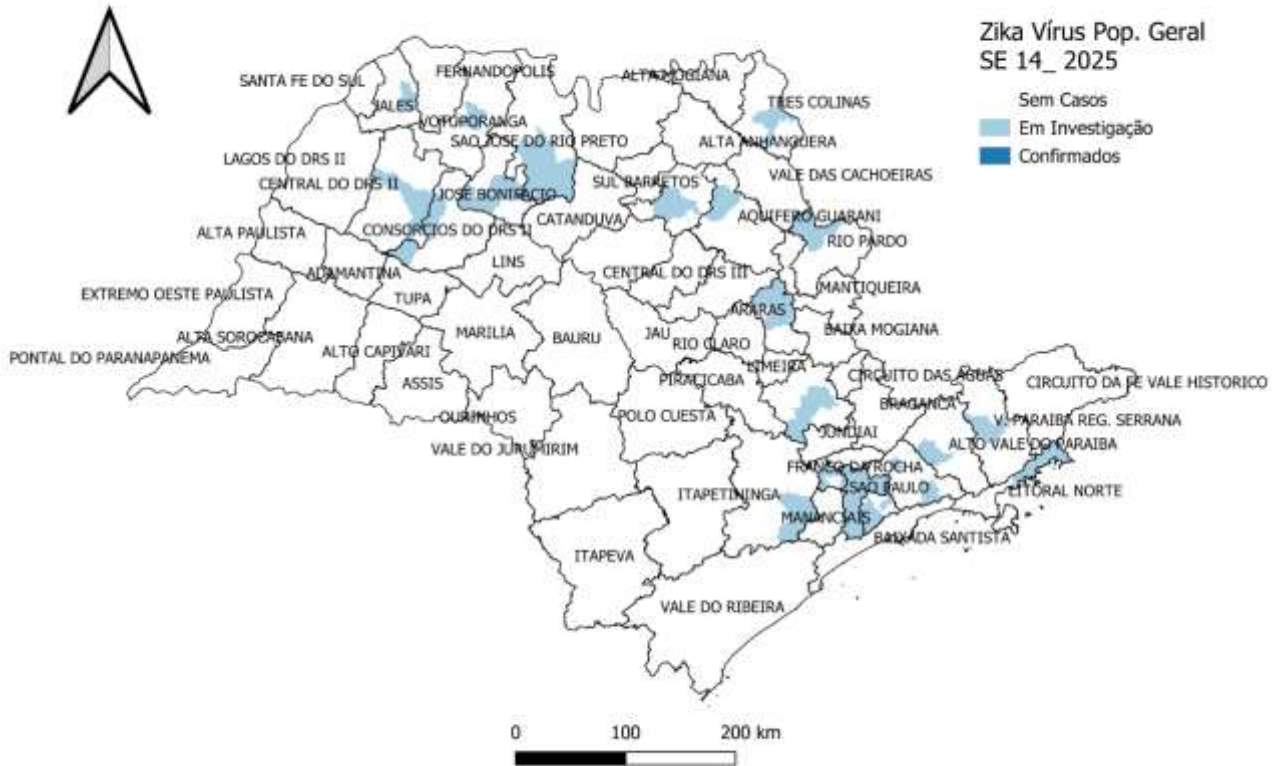 Zika Vírus Pop. Geral
SE 14_ 2025
Sem Casos
Em Investigação
Confirmados
SANTA FE DO SUL
FERNANDOPOLIS
ALTA MOGIANA
JALES
TRES COLINAS
VOTUPORANGA
SAO JOSE DO RIO PRETO
ALTA ANHANGUERA
LAGOS DO DRS II
CENTRAL DO DRS II
JOSE BONIFACIO
SUL BARRETOS
VALE DAS CACHOEIRAS
CATANDUVA
AQUIFERO GUARANI
ALTA PAULISTA
CONSORCIOS DO DRS II
RIO PARDO
ADAMANTINA
LINS
CENTRAL DO DRS III
EXTREMO OESTE PAULISTA
TUPA
MANTIQUEIRA
ARARAS
ALTA SOROCABANA
MARILIA
BAURU
JAU
BAIXA MOGIANA
PONTAL DO PARANAPANEMA
ALTO CAPIVARI
RIO CLARO
LIMEIRA
ASSIS
PIRACICABA
CIRCUITO DAS AGUAS
CIRCUITO DA FE VALE HISTORICO
BRAGANCA
OURINHOS
POLO CUESTA
V. PARAIBA REG. SERRANA
JUNDIAI
VALE DO JURUMIRIM
ALTO VALE DO PARAIBA
FRANCO DA ROCHA
SAO PAULO
ITAPETININGA
LITORAL NORTE
MANANCIAIS
BAIXADA SANTISTA
ITAPEVA
VALE DO RIBEIRA
0 100 200 km